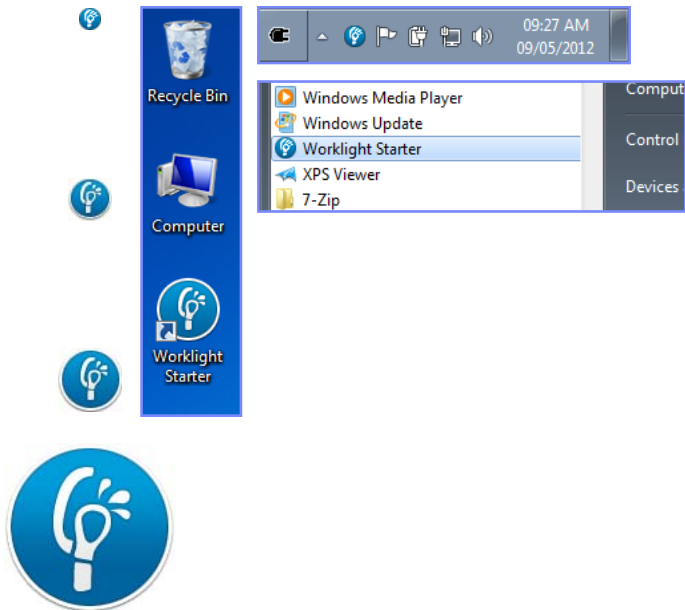 Recycle Bin
Computer
Worklight
Starter
09:27 AM
09/05/2012
Windows Media Player
Windows Update
Worklight Starter
XPS Viewer
7-Zip
Comput
Control
Devices